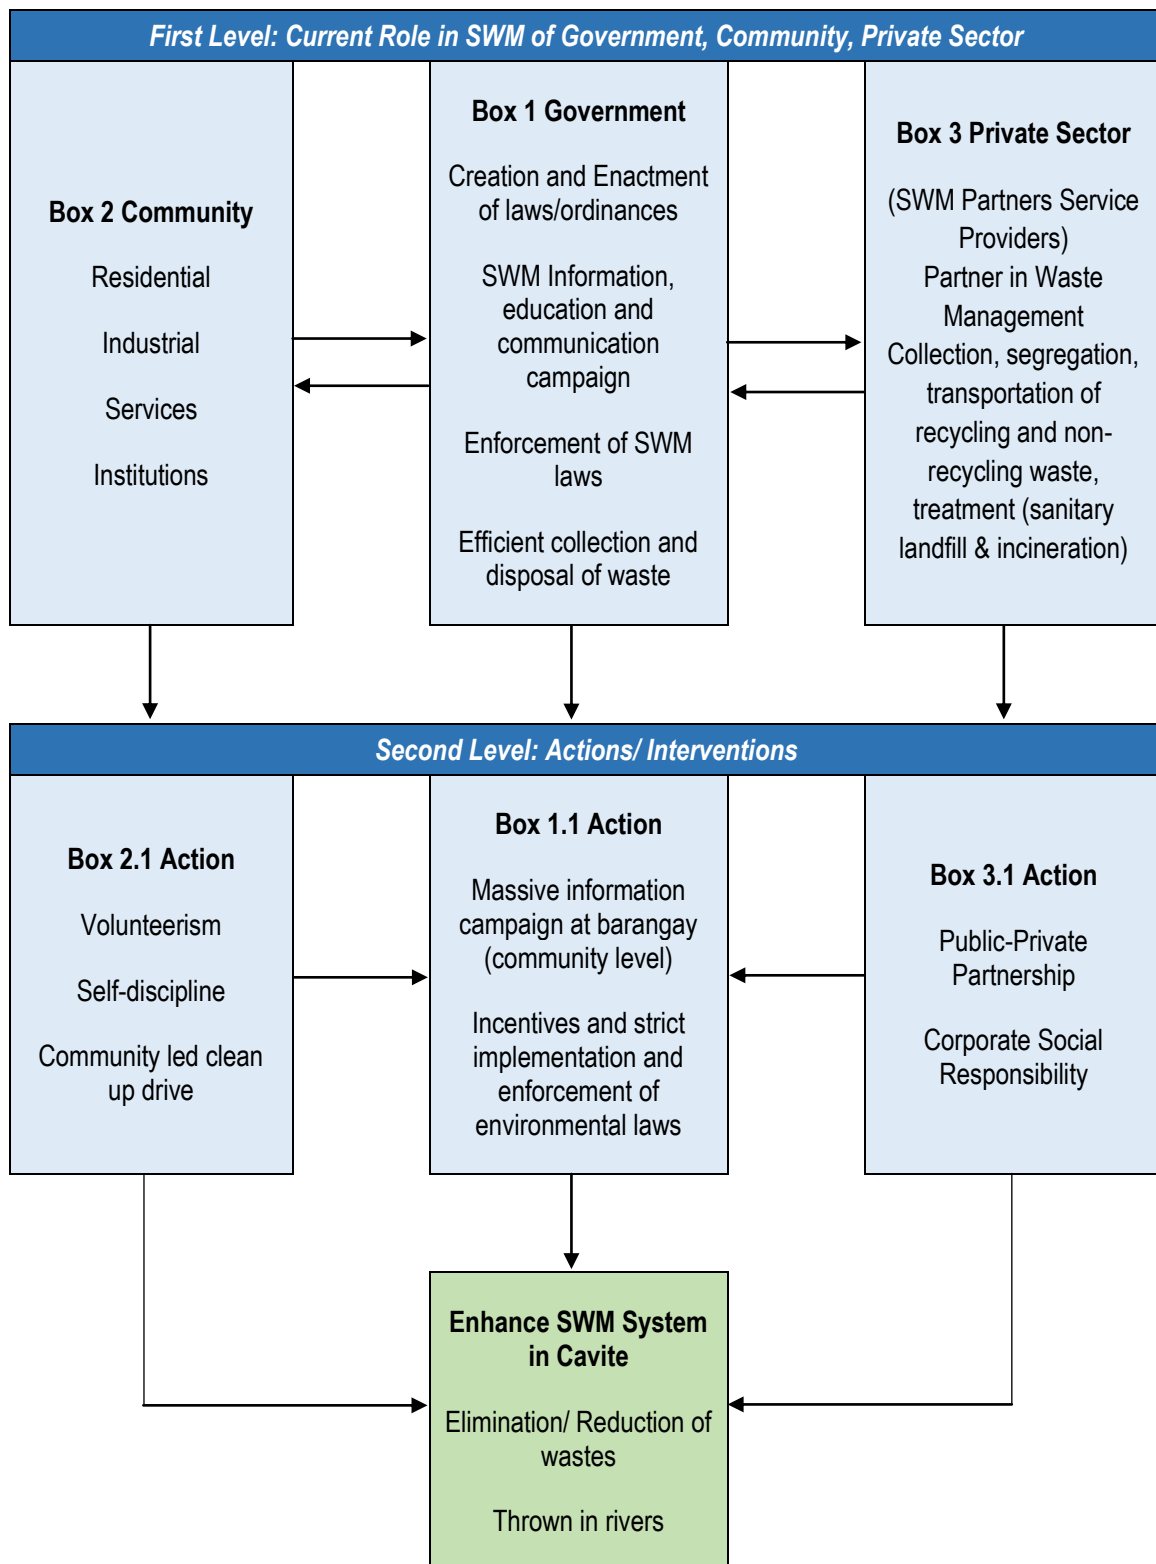 First Level: Current Role in SWM of Government, Community, Private Sector
Box 2 Community
Residential
Industrial
Services
Institutions
Box 1 Government
Creation and Enactment
of laws/ordinances
SWM Information,
education and
communication
campaign
Enforcement of SWM
laws
Efficient collection and
disposal of waste
Box 3 Private Sector
(SWM Partners Service
Providers)
Partner in Waste
Management
Collection, segregation,
transportation of
recycling and non-
recycling waste,
treatment (sanitary
landfill & incineration)
Second Level: Actions/ Interventions
Box 2.1 Action
Volunteerism
Self-discipline
Community led clean
up drive
Box 1.1 Action
Massive information
campaign at barangay
(community level)
Incentives and strict
implementation and
enforcement of
environmental laws
Box 3.1 Action
Public-Private
Partnership
Corporate Social
Responsibility
Enhance SWM System
in Cavite
Elimination/ Reduction of
wastes
Thrown in rivers